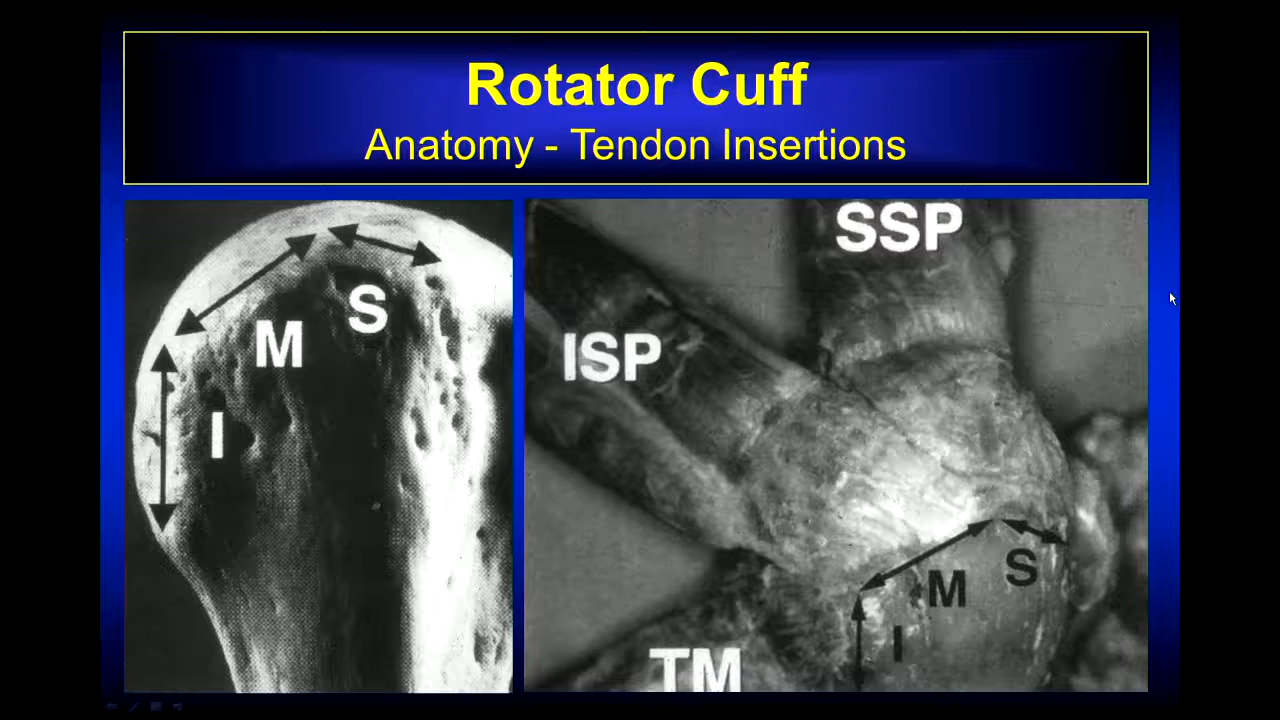 Rotator Cuff
Anatomy - Tendon Insertions
S
M
I
SSP
ISP
S
M
I
TM